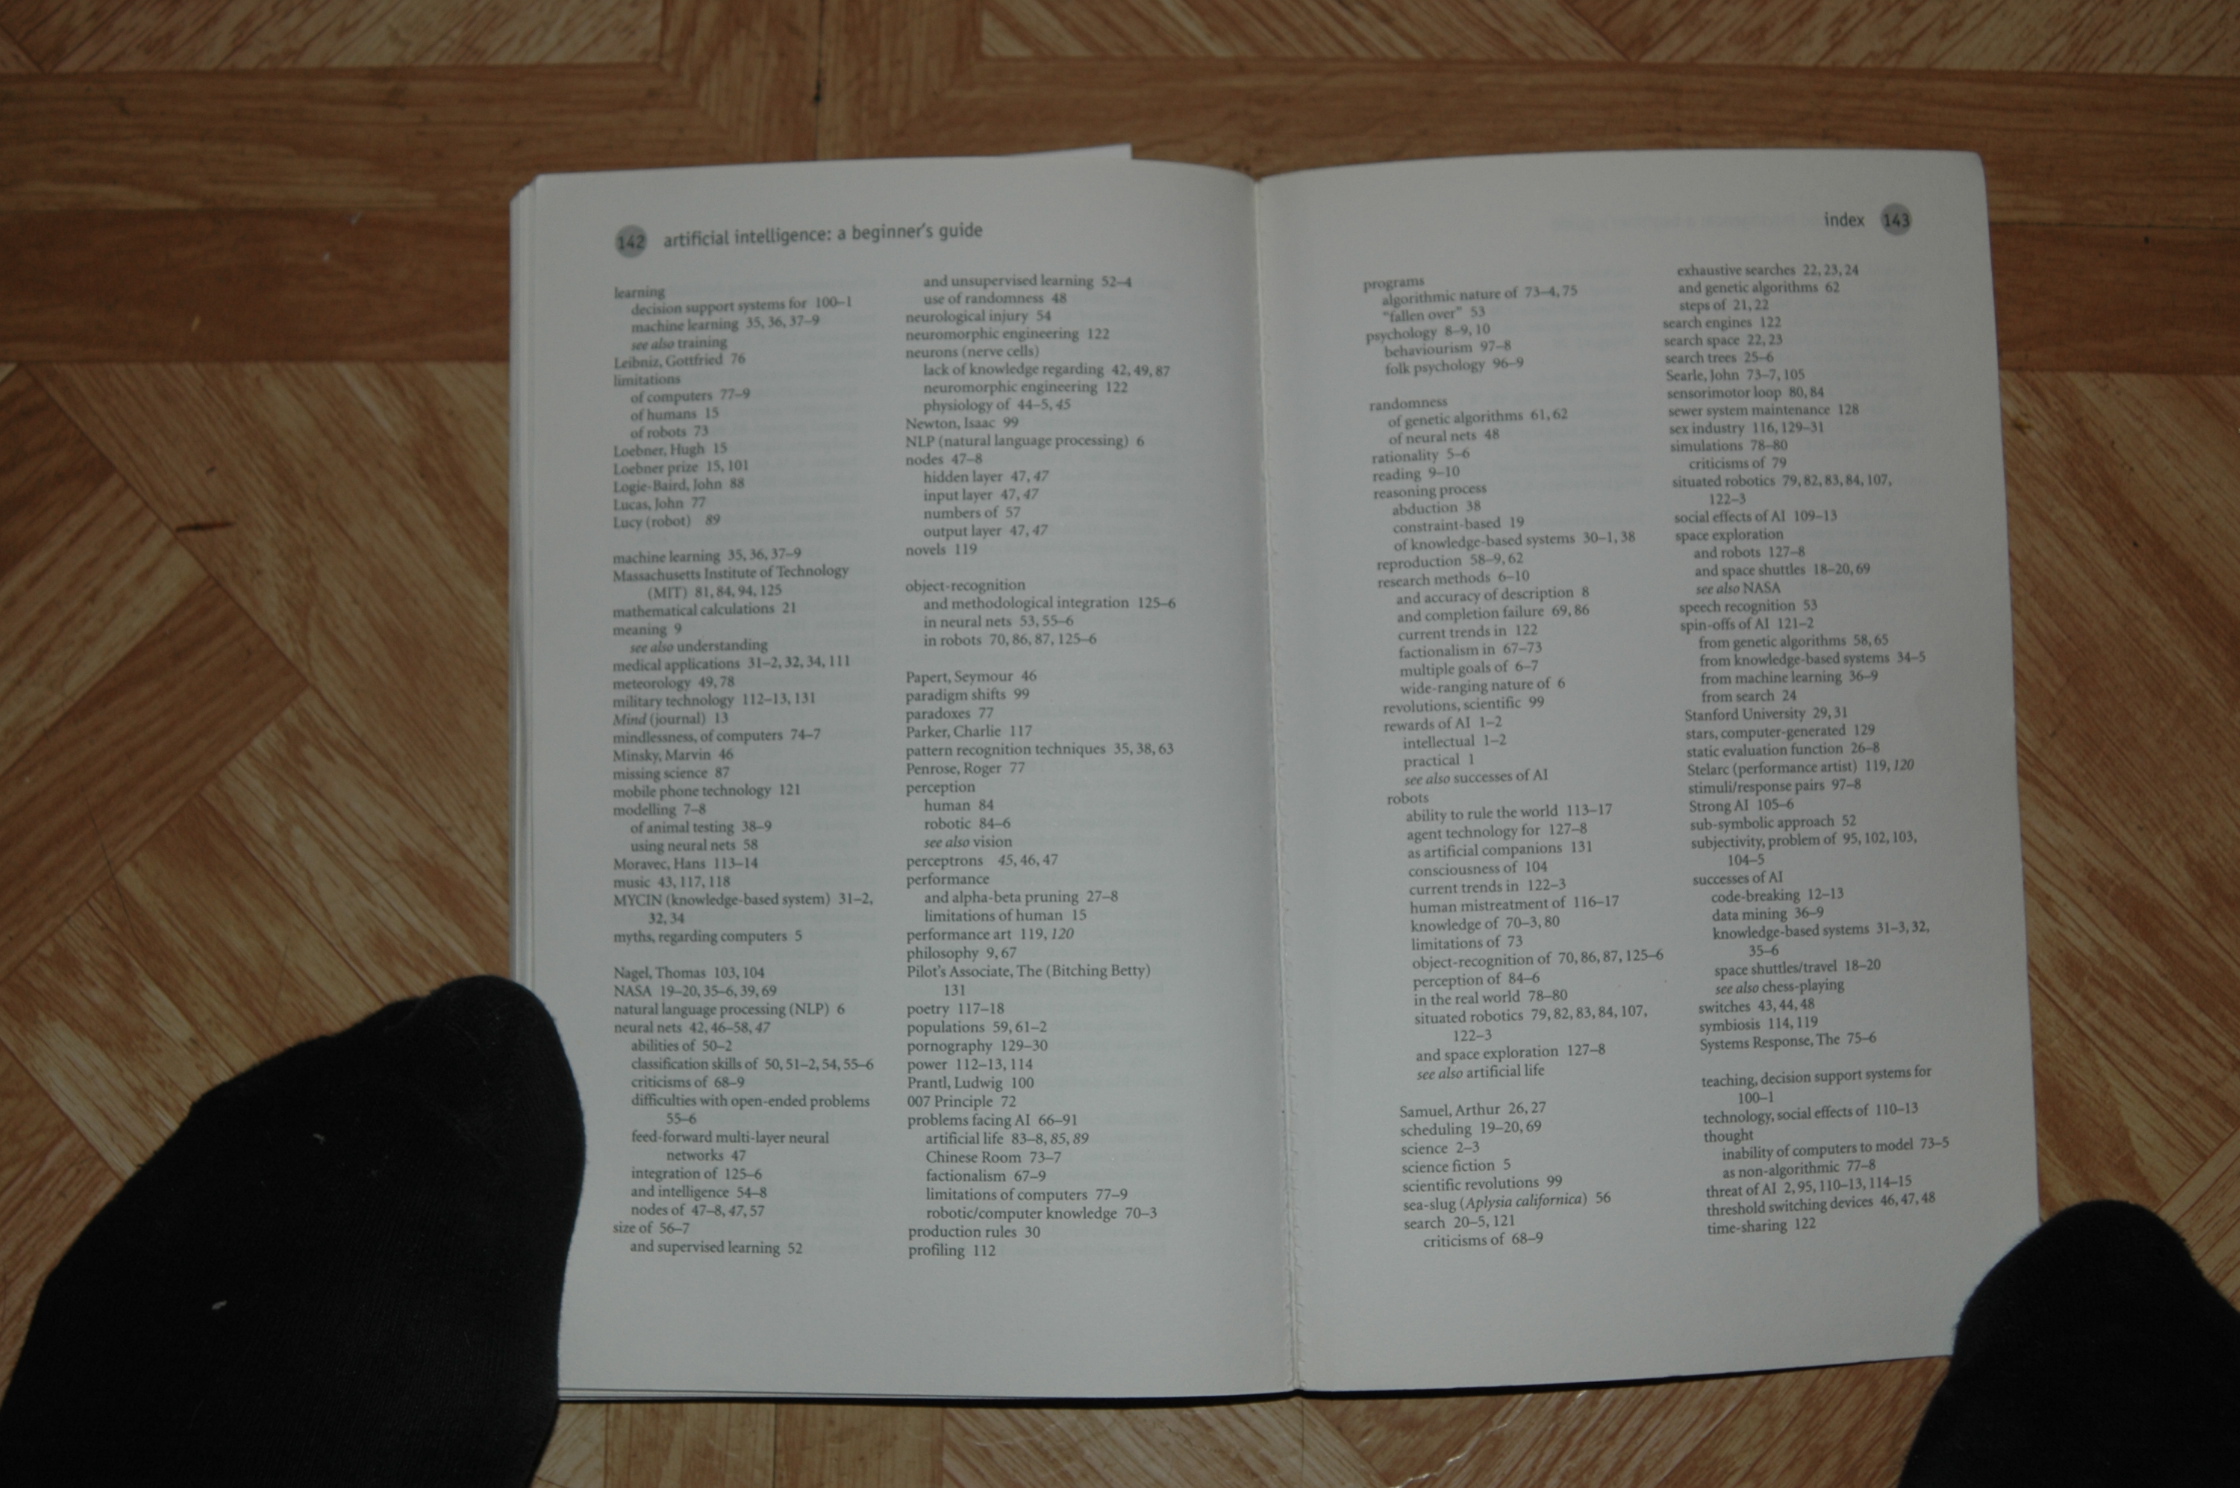 142 artificial intelligence: a beginner's guide
learning
decision support systems for 100–1
machine learning 35, 36, 37–9
see also training
Leibniz, Gottfried 76
limitations
of computers 77–9
of humans 15
of robots 73
Loebner, Hugh 15
Loebner prize 15, 101
Logie-Baird, John 88
Lucas, John 77
Lucy (robot) 89
machine learning 35, 36, 37–9
Massachusetts Institute of Technology
(MIT) 81, 84, 94, 125
mathematical calculations 21
meaning 9
see also understanding
medical applications 31–2, 32, 34, 111
meteorology 49, 78
military technology 112–13, 131
Mind (journal) 13
mindlessness, of computers 74–7
Minsky, Marvin 46
missing science 87
mobile phone technology 121
modelling 7–8
of animal testing 38–9
using neural nets 58
Moravec, Hans 113–14
music 43, 117, 118
MYCIN (knowledge-based system) 31–2,
32, 34
myths, regarding computers 5
Nagel, Thomas 103, 104
NASA 19–20, 35–6, 39, 69
natural language processing (NLP) 6
neural nets 42, 46–58, 47
abilities of 50–2
classification skills of 50, 51–2, 54, 55–6
criticisms of 68–9
difficulties with open-ended problems
55–6
feed-forward multi-layer neural
networks 47
integration of 125–6
and intelligence 54–8
nodes of 47–8, 47, 57
size of 56–7
and supervised learning 52
and unsupervised learning 52–4
use of randomness 48
neurological injury 54
neuromorphic engineering 122
neurons (nerve cells)
lack of knowledge regarding 42, 49, 87
neuromorphic engineering 122
physiology of 44–5, 45
Newton, Isaac 99
NLP (natural language processing) 6
nodes 47–8
hidden layer 47, 47
input layer 47, 47
numbers of 57
output layer 47, 47
novels 119
object-recognition
and methodological integration 125–6
in neural nets 53, 55–6
in robots 70, 86, 87, 125–6
Papert, Seymour 46
paradigm shifts 99
paradoxes 77
Parker, Charlie 117
pattern recognition techniques 35, 38, 63
Penrose, Roger 77
perception
human 84
robotic 84–6
see also vision
perceptrons 45, 46, 47
performance
and alpha-beta pruning 27–8
limitations of human 15
performance art 119, 120
philosophy 9, 67
Pilot's Associate, The (Bitching Betty)
131
poetry 117–18
populations 59, 61–2
pornography 129–30
power 112–13, 114
Prantl, Ludwig 100
007 Principle 72
problems facing AI 66–91
artificial life 83–8, 85, 89
Chinese Room 73–7
factionalism 67–9
limitations of computers 77–9
robotic/computer knowledge 70–3
production rules 30
profiling 112
index 143
programs
algorithmic nature of 73–4, 75
"fallen over" 53
psychology 8–9, 10
behaviourism 97–8
folk psychology 96–9
randomness
of genetic algorithms 61, 62
of neural nets 48
rationality 5–6
reading 9–10
reasoning process
abduction 38
constraint-based 19
of knowledge-based systems 30–1, 38
reproduction 58–9, 62
research methods 6–10
and accuracy of description 8
and completion failure 69, 86
current trends in 122
factionalism in 67–73
multiple goals of 6–7
wide-ranging nature of 6
revolutions, scientific 99
rewards of AI 1–2
intellectual 1–2
practical 1
see also successes of AI
robots
ability to rule the world 113–17
agent technology for 127–8
as artificial companions 131
consciousness of 104
current trends in 122–3
human mistreatment of 116–17
knowledge of 70–3, 80
limitations of 73
object-recognition of 70, 86, 87, 125–6
perception of 84–6
in the real world 78–80
situated robotics 79, 82, 83, 84, 107,
122–3
and space exploration 127–8
see also artificial life
Samuel, Arthur 26, 27
scheduling 19–20, 69
science 2–3
science fiction 5
scientific revolutions 99
sea-slug (Aplysia californica) 56
search 20–5, 121
criticisms of 68–9
exhaustive searches 22, 23, 24
and genetic algorithms 62
steps of 21, 22
search engines 122
search space 22, 23
search trees 25–6
Searle, John 73–7, 105
sensorimotor loop 80, 84
sewer system maintenance 128
sex industry 116, 129–31
simulations 78–80
criticisms of 79
situated robotics 79, 82, 83, 84, 107,
122–3
social effects of AI 109–13
space exploration
and robots 127–8
and space shuttles 18–20, 69
see also NASA
speech recognition 53
spin-offs of AI 121–2
from genetic algorithms 58, 65
from knowledge-based systems 34–5
from machine learning 36–9
from search 24
Stanford University 29, 31
stars, computer-generated 129
static evaluation function 26–8
Stelarc (performance artist) 119, 120
stimuli/response pairs 97–8
Strong AI 105–6
sub-symbolic approach 52
subjectivity, problem of 95, 102, 103,
104–5
successes of AI
code-breaking 12–13
data mining 36–9
knowledge-based systems 31–3, 32,
35–6
space shuttles/travel 18–20
see also chess-playing
switches 43, 44, 48
symbiosis 114, 119
Systems Response, The 75–6
teaching, decision support systems for
100–1
technology, social effects of 110–13
thought
inability of computers to model 73–5
as non-algorithmic 77–8
threat of AI 2, 95, 110–13, 114–15
threshold switching devices 46, 47, 48
time-sharing 122